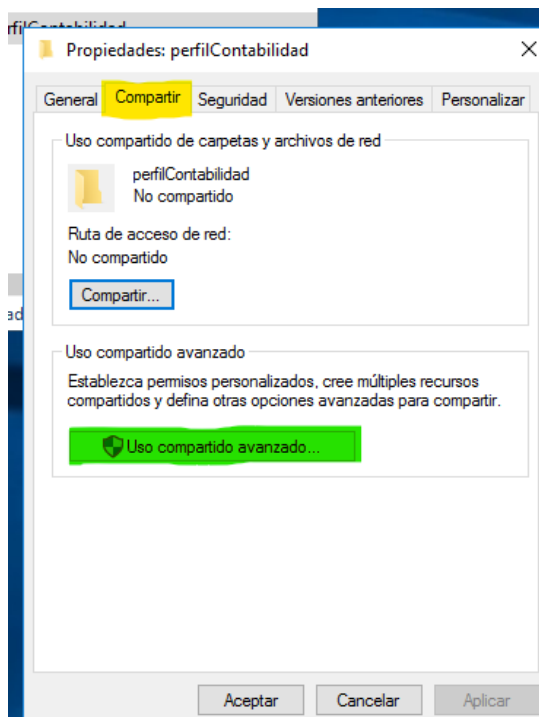 Propiedades: perfilContabilidad
General Compartir Seguridad Versiones anteriores Personalizar
Uso compartido de carpetas y archivos de red
perfilContabilidad
No compartido
Ruta de acceso de red:
No compartido
Compartir...
Uso compartido avanzado
Establezca permisos personalizados, cree múltiples recursos
compartidos y defina otras opciones avanzadas para compartir.
Uso compartido avanzado...
Aceptar Cancelar Aplicar